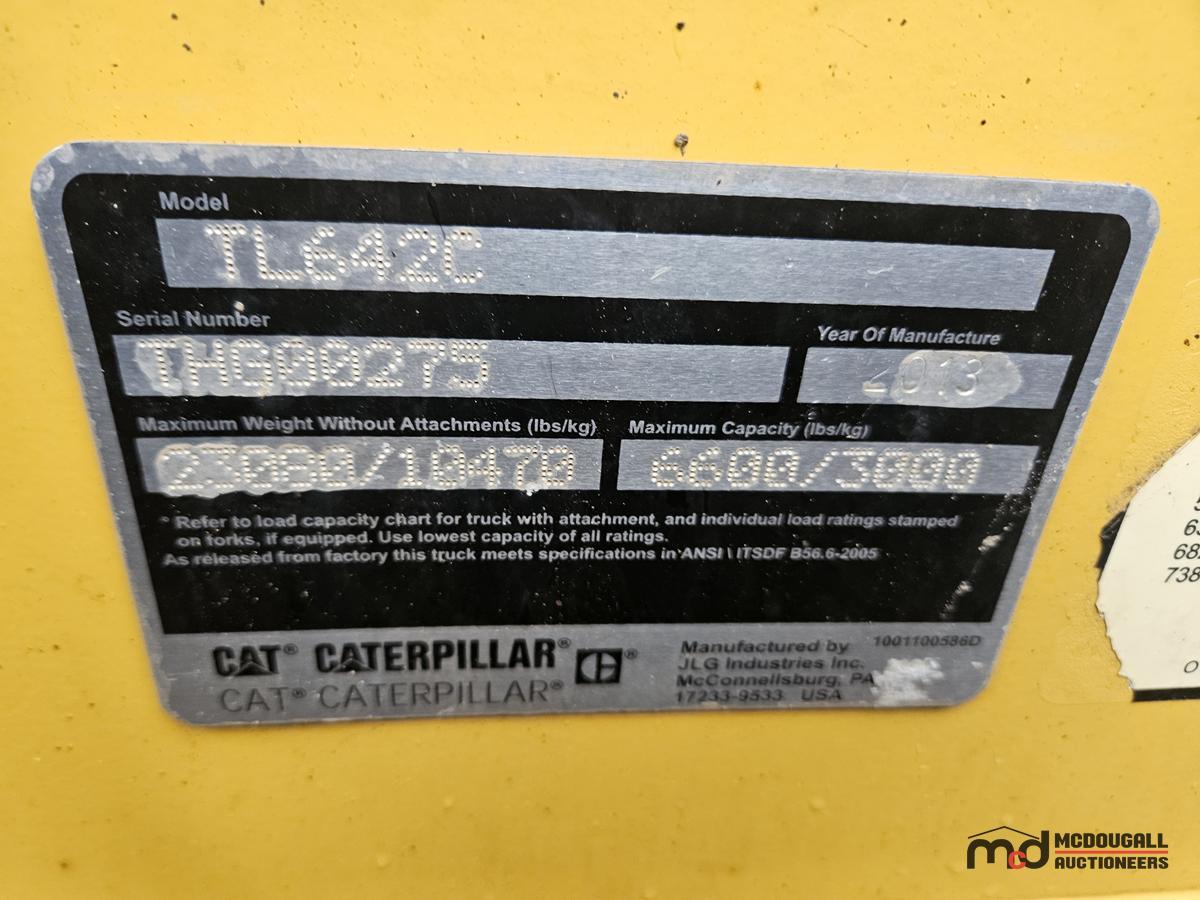 Model
TL642C
Serial Number
THG00275
Year Of Manufacture
2013
Maximum Weight Without Attachments (lbs/kg)
23080/10470
Maximum Capacity (lbs/kg)
6600/3000
* Refer to load capacity chart for truck with attachment, and individual load ratings stamped
on forks, if equipped. Use lowest capacity of all ratings.
As released from factory this truck meets specifications in ANSI \ ITSDF B56.6-2005
CAT® CATERPILLAR®
CAT® CATERPILLAR®
Manufactured by
JLG Industries Inc.
McConnellsburg, PA
17233-9533 USA
1001100586D
738
mcd MCDOUGALL
AUCTIONEERS